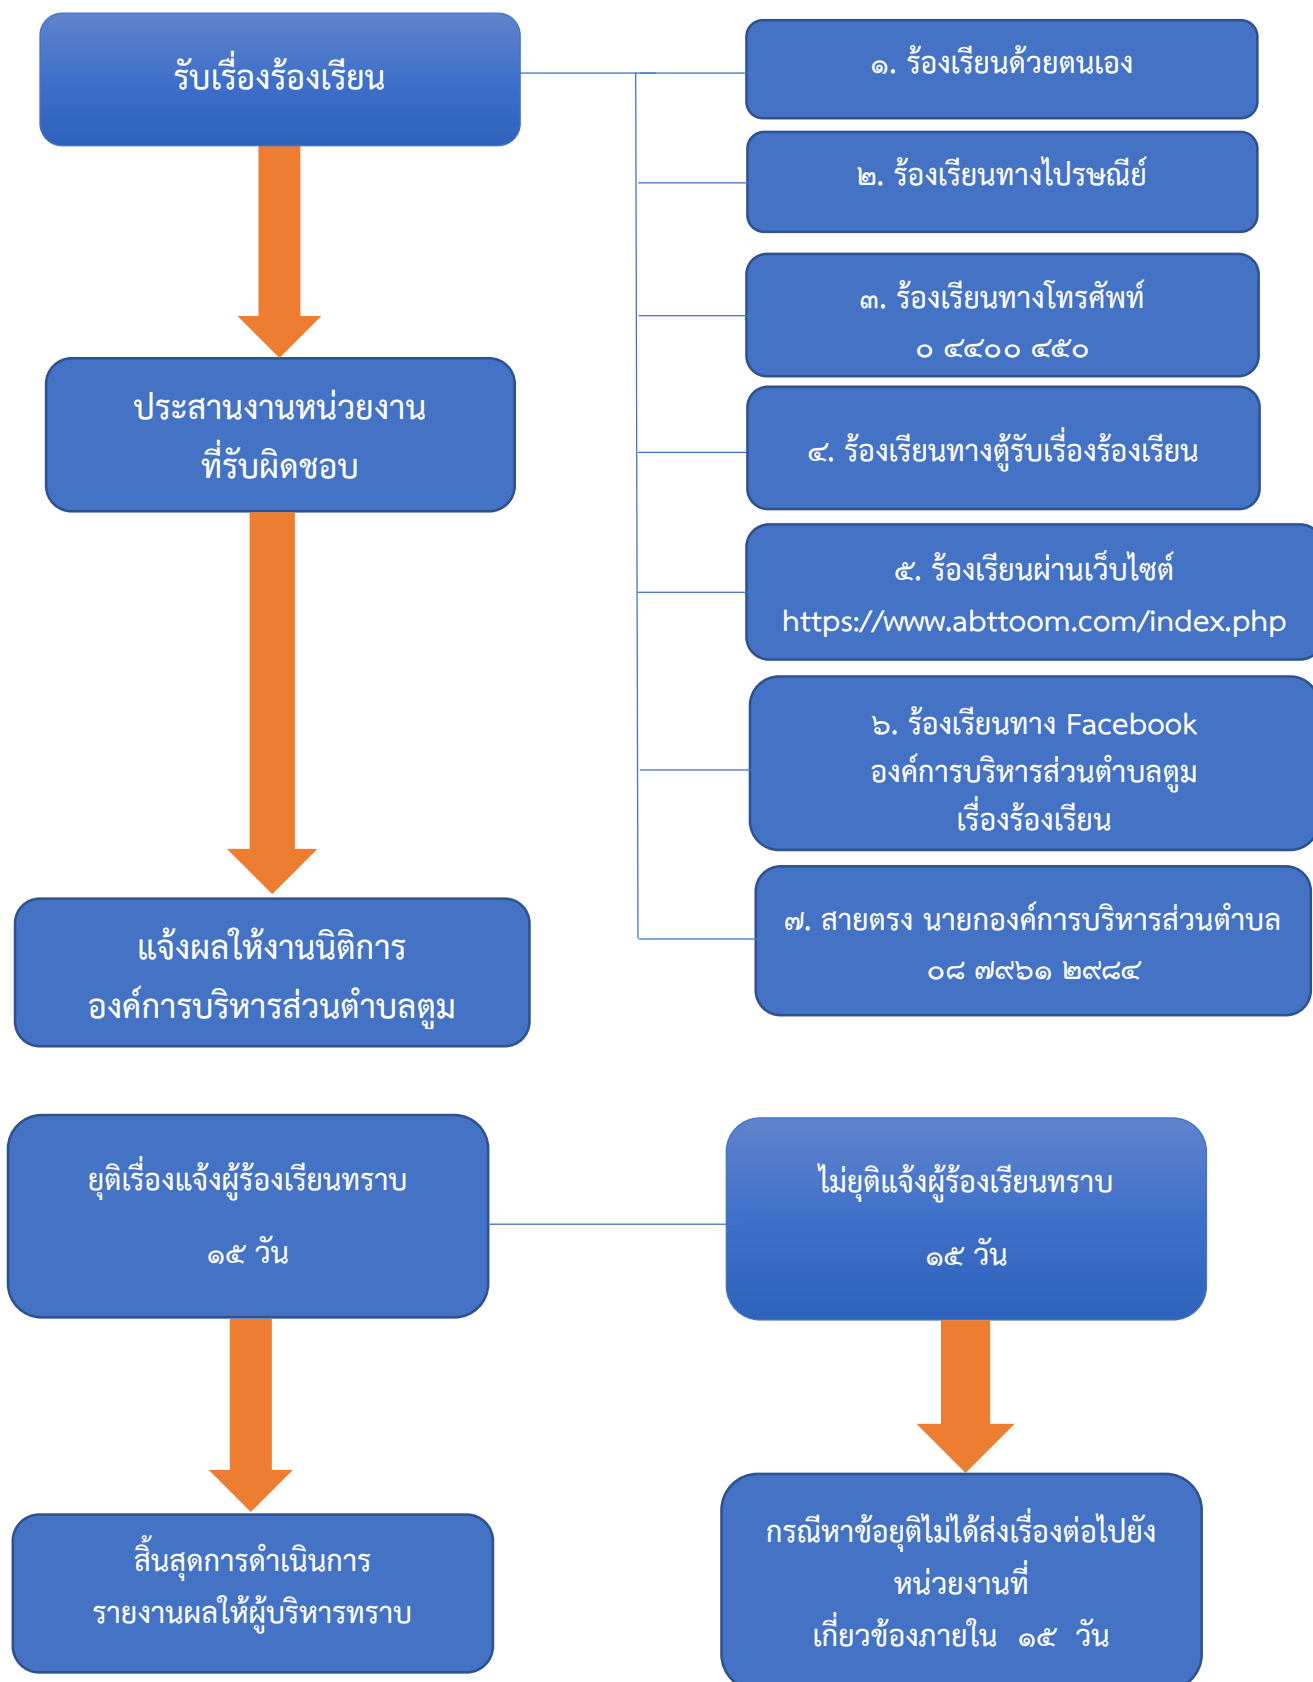 รับเรื่องร้องเรียน
๑. ร้องเรียนด้วยตนเอง
๒. ร้องเรียนทางไปรษณีย์
๓. ร้องเรียนทางโทรศัพท์
๐ ๔๔๐๐ ๔๕๐
๔. ร้องเรียนทางตู้รับเรื่องร้องเรียน
๕. ร้องเรียนผ่านเว็บไซต์
https://www.abttoom.com/index.php
๖. ร้องเรียนทาง Facebook
องค์การบริหารส่วนตำบลตูม
เรื่องร้องเรียน
๗. สายตรง นายกองค์การบริหารส่วนตำบล
๐๘ ๗๙๖๑ ๒๙๘๔
ประสานงานหน่วยงาน
ที่รับผิดชอบ
แจ้งผลให้งานนิติการ
องค์การบริหารส่วนตำบลตูม
ยุติเรื่องแจ้งผู้ร้องเรียนทราบ
๑๕ วัน
ไม่ยุติแจ้งผู้ร้องเรียนทราบ
๑๕ วัน
สิ้นสุดการดำเนินการ
รายงานผลให้ผู้บริหารทราบ
กรณีหาข้อยุติไม่ได้ส่งเรื่องต่อไปยัง
หน่วยงานที่
เกี่ยวข้องภายใน ๑๕ วัน